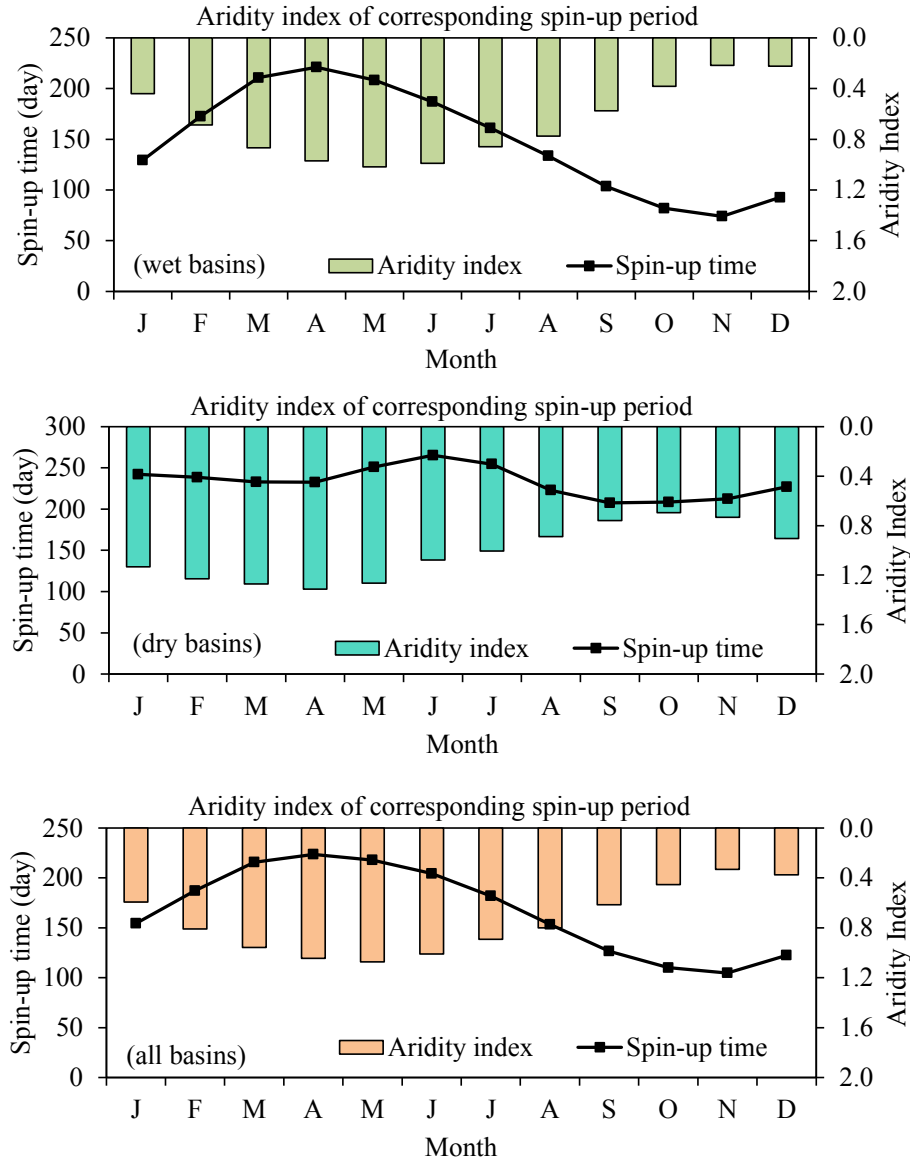 Aridity index of corresponding spin-up period
Spin-up time (day)
250
200
150
100
50
0
0.0
0.4
0.8
1.2
1.6
2.0
Aridity Index
(wet basins) Aridity index Spin-up time
J F M A M J J A S O N D
Month
Aridity index of corresponding spin-up period
Spin-up time (day)
300
250
200
150
100
50
0
0.0
0.4
0.8
1.2
1.6
2.0
Aridity Index
(dry basins) Aridity index Spin-up time
J F M A M J J A S O N D
Month
Aridity index of corresponding spin-up period
Spin-up time (day)
250
200
150
100
50
0
0.0
0.4
0.8
1.2
1.6
2.0
Aridity Index
(all basins) Aridity index Spin-up time
J F M A M J J A S O N D
Month